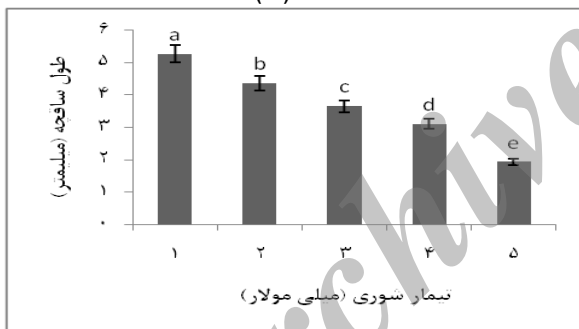 طول ساقچه (میلیمتر)
۶
۵
۴
۳
۲
۱
۰
a
b
c
d
e
۱ ۲ ۳ ۴ ۵
تیمار شوری (میلی مولار)